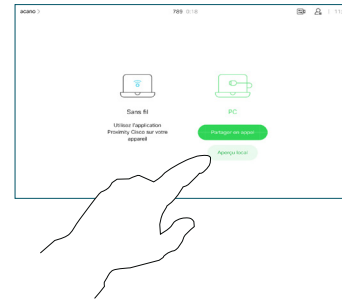 acano >
Sans fil
PC
Utilisez l'application
Proximity Cisco sur votre
appareil
Partager en appel
Aperçu local